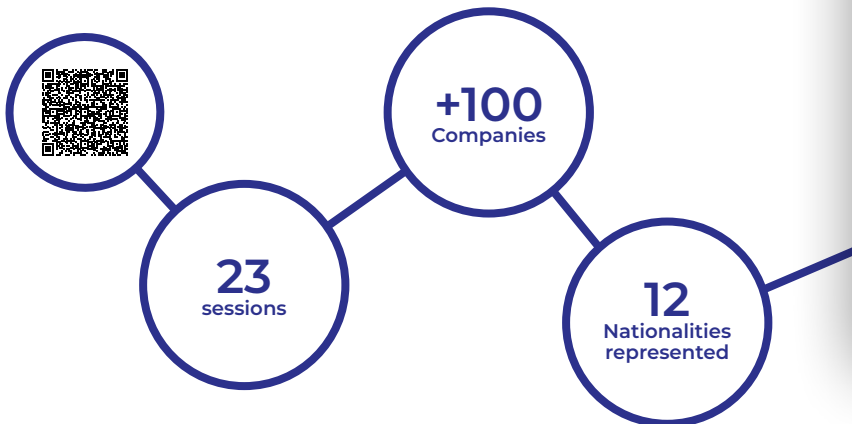 23
sessions
+100
Companies
12
Nationalities
represented